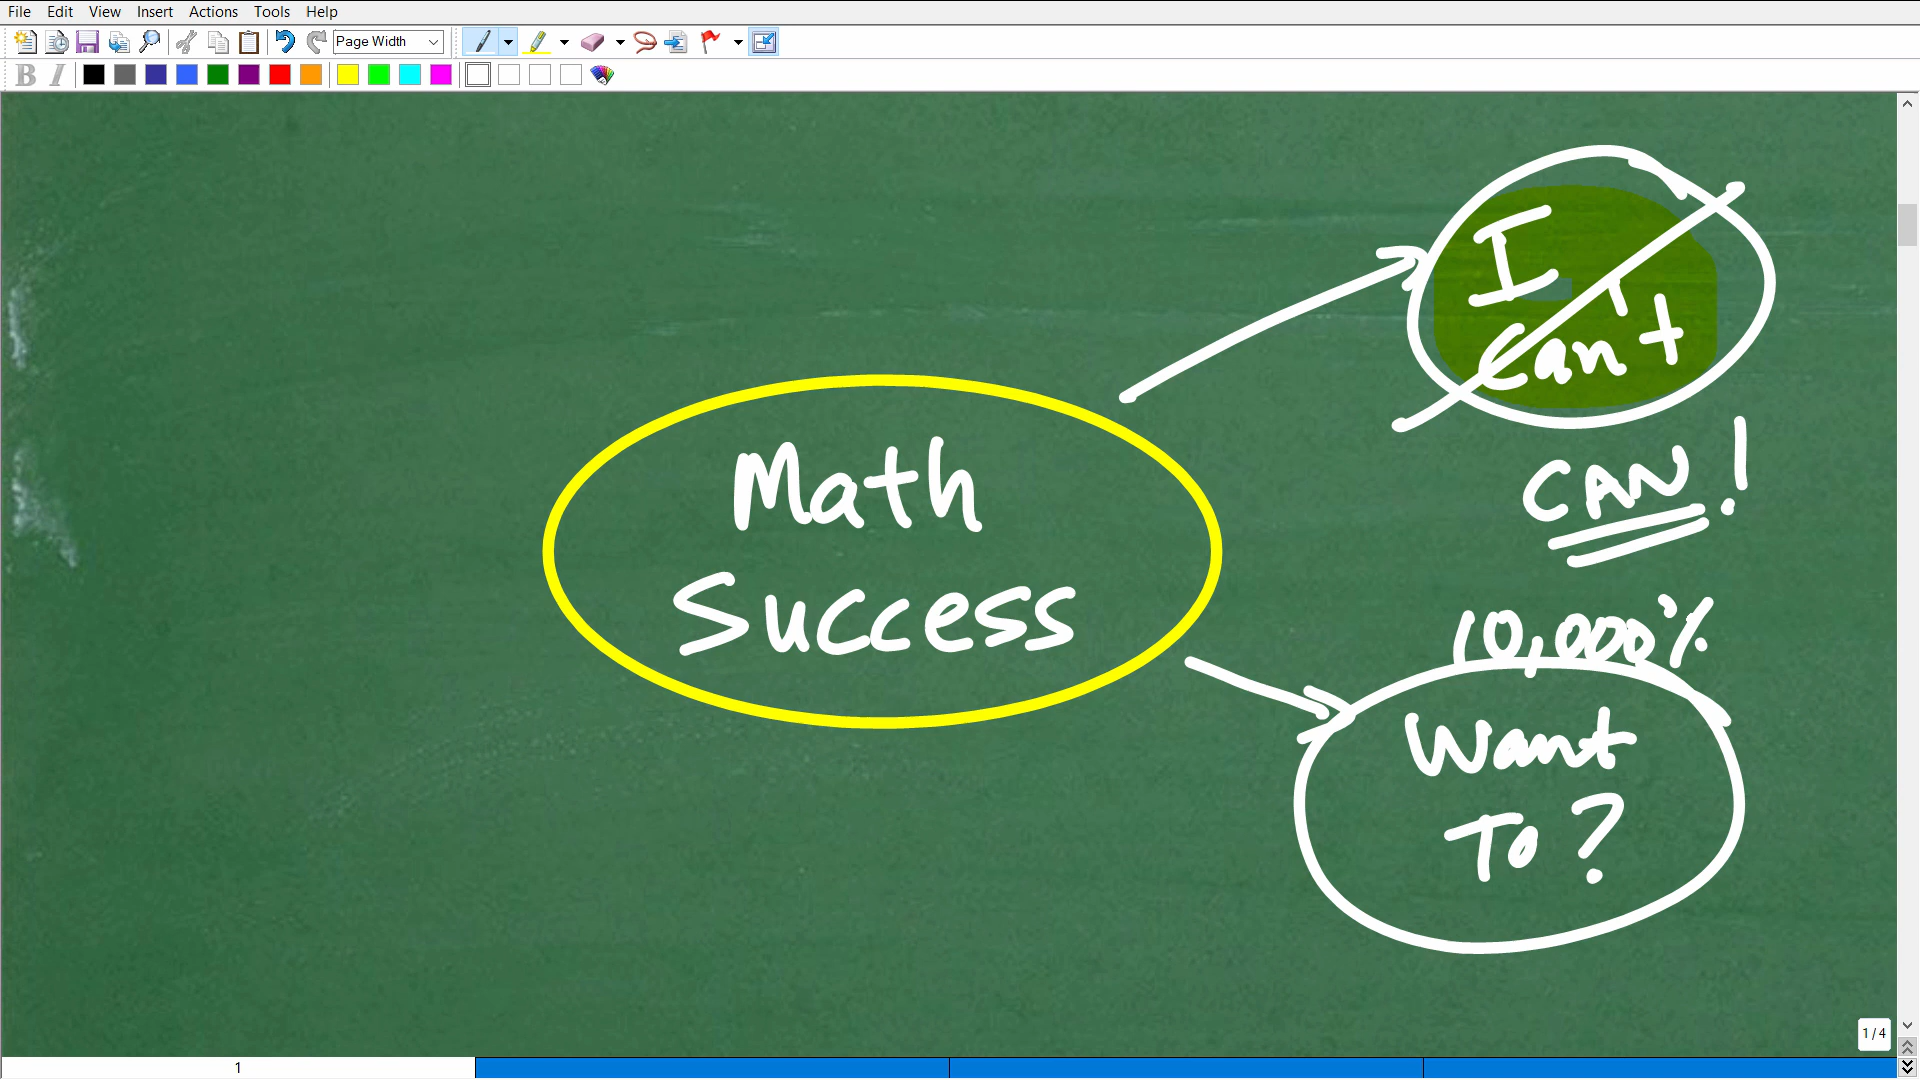 File Edit View Insert Actions Tools Help
Page Width
B I
I
Can't
CAN!
Math
Success
10,000%
Want
To?
1 / 4
1